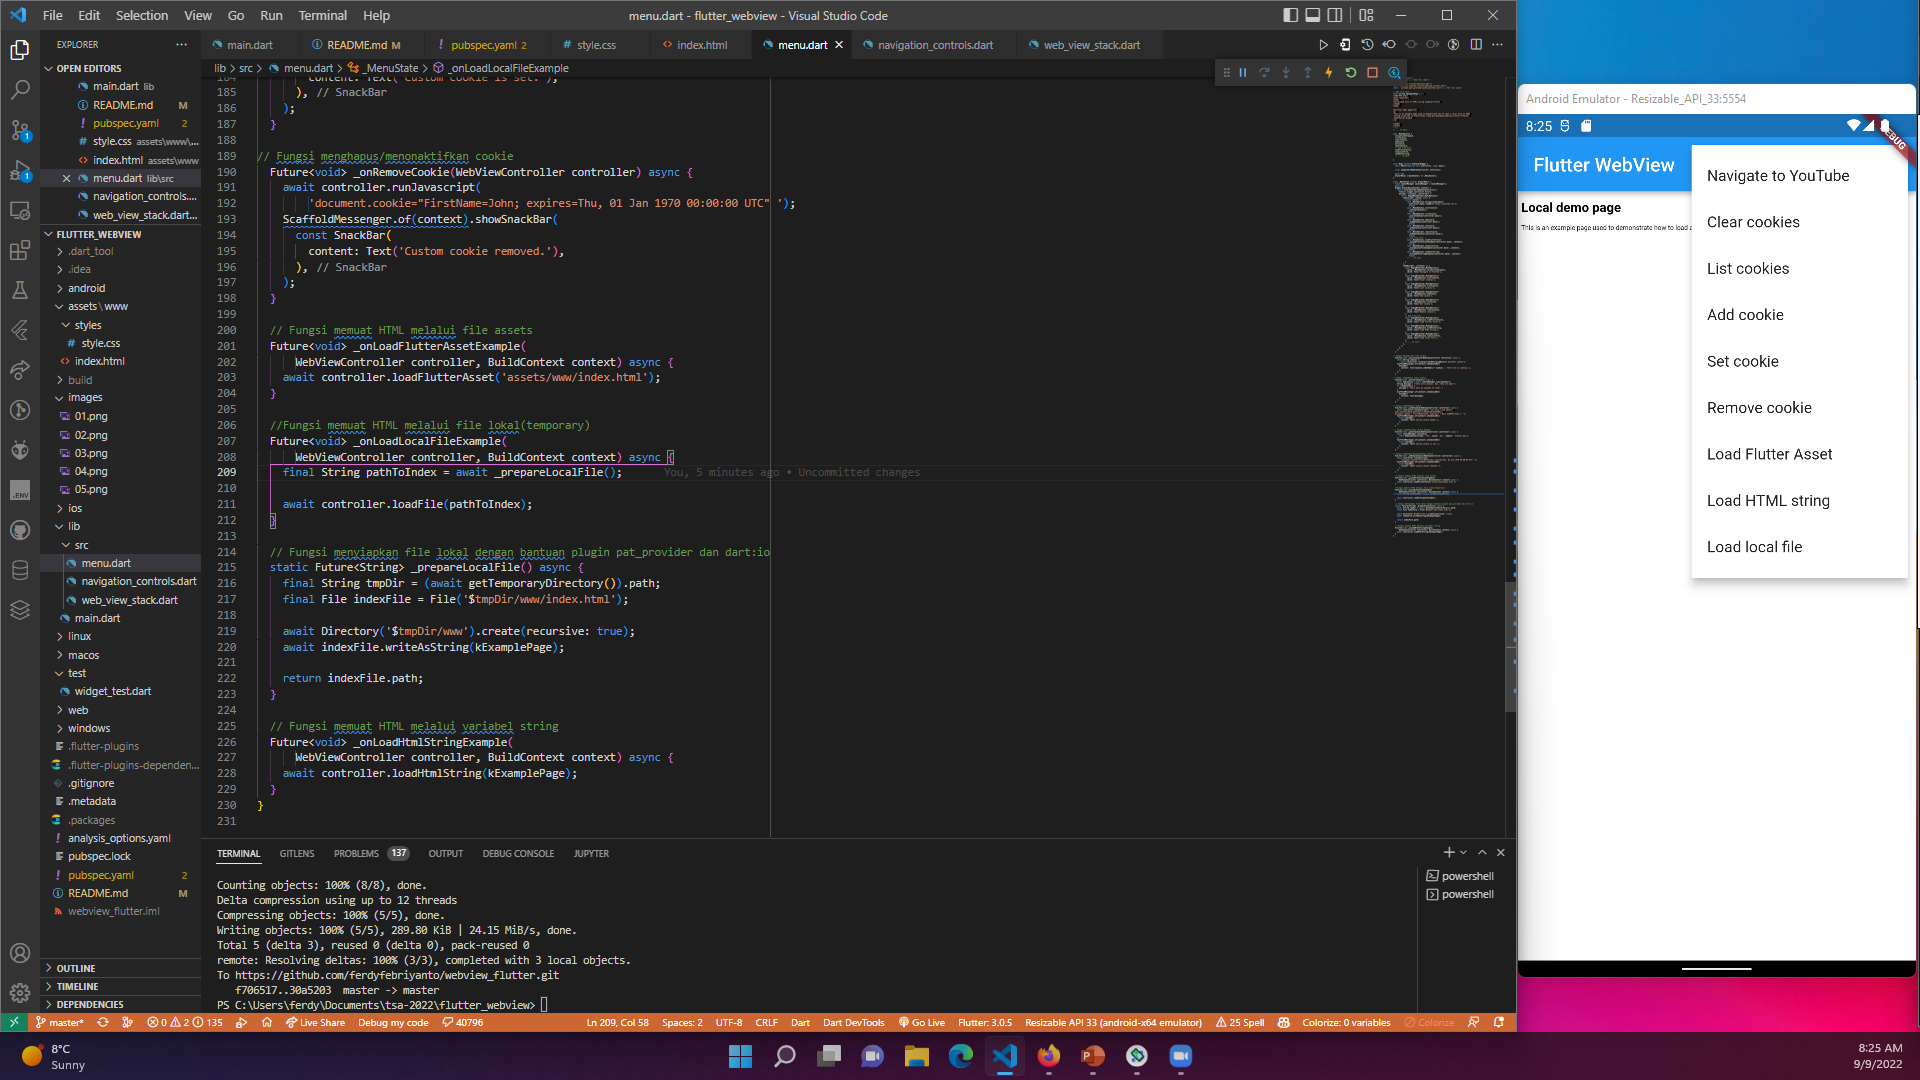 File Edit Selection View Go Run Terminal Help
menu.dart - flutter_webview - Visual Studio Code
EXPLORER
OPEN EDITORS
main.dart lib
README.md M
pubspec.yaml 2
style.css assets\www\...
index.html assets\www
menu.dart lib\src
navigation_controls....
web_view_stack.dart...
FLUTTER_WEBVIEW
.dart_tool
.idea
android
assets\www
styles
style.css
index.html
build
images
01.png
02.png
03.png
04.png
05.png
ios
lib
src
menu.dart
navigation_controls.dart
web_view_stack.dart
main.dart
linux
macos
test
widget_test.dart
web
windows
.flutter-plugins
.flutter-plugins-dependen...
.gitignore
.metadata
.packages
analysis_options.yaml
pubspec.lock
pubspec.yaml 2
README.md M
webview_flutter.iml
OUTLINE
TIMELINE
DEPENDENCIES
main.dart README.md M pubspec.yaml 2 style.css index.html menu.dart navigation_controls.dart web_view_stack.dart
lib > src > menu.dart > _MenuState > _onLoadLocalFileExample
184 content: Text('Custom cookie is set.'),
185 ), // SnackBar
186 );
187 }
188
189 // Fungsi menghapus/menonaktifkan cookie
190 Future<void> _onRemoveCookie(WebViewController controller) async {
191 await controller.runJavascript(
192 'document.cookie="FirstName=John; expires=Thu, 01 Jan 1970 00:00:00 UTC" ');
193 ScaffoldMessenger.of(context).showSnackBar(
194 const SnackBar(
195 content: Text('Custom cookie removed.'),
196 ), // SnackBar
197 );
198 }
199
200 // Fungsi memuat HTML melalui file assets
201 Future<void> _onLoadFlutterAssetExample(
202 WebViewController controller, BuildContext context) async {
203 await controller.loadFlutterAsset('assets/www/index.html');
204 }
205
206 //Fungsi memuat HTML melalui file lokal(temporary)
207 Future<void> _onLoadLocalFileExample(
208 WebViewController controller, BuildContext context) async {
209 final String pathToIndex = await _prepareLocalFile(); You, 5 minutes ago • Uncommitted changes
210
211 await controller.loadFile(pathToIndex);
212 }
213
214 // Fungsi menyiapkan file lokal dengan bantuan plugin pat_provider dan dart:io
215 static Future<String> _prepareLocalFile() async {
216 final String tmpDir = (await getTemporaryDirectory()).path;
217 final File indexFile = File('$tmpDir/www/index.html');
218
219 await Directory('$tmpDir/www').create(recursive: true);
220 await indexFile.writeAsString(kExamplePage);
221
222 return indexFile.path;
223 }
224
225 // Fungsi memuat HTML melalui variabel string
226 Future<void> _onLoadHtmlStringExample(
227 WebViewController controller, BuildContext context) async {
228 await controller.loadHtmlString(kExamplePage);
229 }
230 }
231
TERMINAL GITLENS PROBLEMS 137 OUTPUT DEBUG CONSOLE JUPYTER
Counting objects: 100% (8/8), done.
Delta compression using up to 12 threads
Compressing objects: 100% (5/5), done.
Writing objects: 100% (5/5), 289.80 KiB | 24.15 MiB/s, done.
Total 5 (delta 3), reused 0 (delta 0), pack-reused 0
remote: Resolving deltas: 100% (3/3), completed with 3 local objects.
To https://github.com/ferdyfebriyanto/webview_flutter.git
f706517..30a5203 master -> master
PS C:\Users\ferdy\Documents\tsa-2022\flutter_webview>
powershell
powershell
master* 0 2 135 Live Share Debug my code 40796 Ln 209, Col 58 Spaces: 2 UTF-8 CRLF Dart Dart DevTools Go Live Flutter: 3.0.5 Resizable API 33 (android-x64 emulator) 25 Spell Colorize: 0 variables Colorize
Android Emulator - Resizable_API_33:5554
8:25
DEBUG
Flutter WebView
Local demo page
This is an example page used to demonstrate how to load a
Navigate to YouTube
Clear cookies
List cookies
Add cookie
Set cookie
Remove cookie
Load Flutter Asset
Load HTML string
Load local file
.ENV
1
1
8°C
Sunny
8:25 AM
9/9/2022